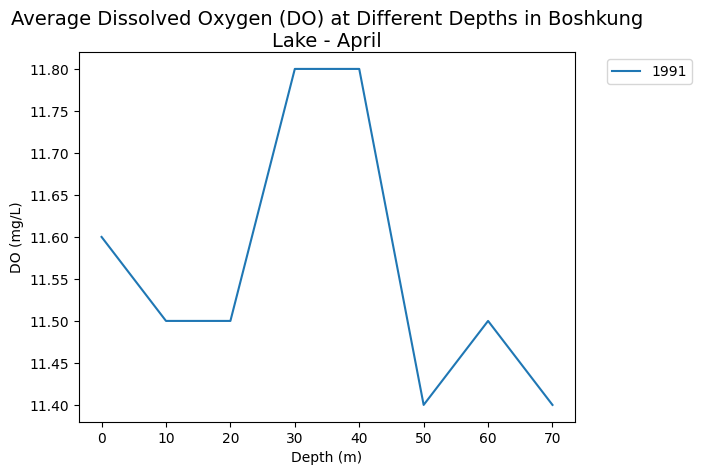 Average Dissolved Oxygen (DO) at Different Depths in Boshkung
Lake - April
1991
11.80
11.75
11.70
11.65
11.60
11.55
11.50
11.45
11.40
DO (mg/L)
0 10 20 30 40 50 60 70
Depth (m)